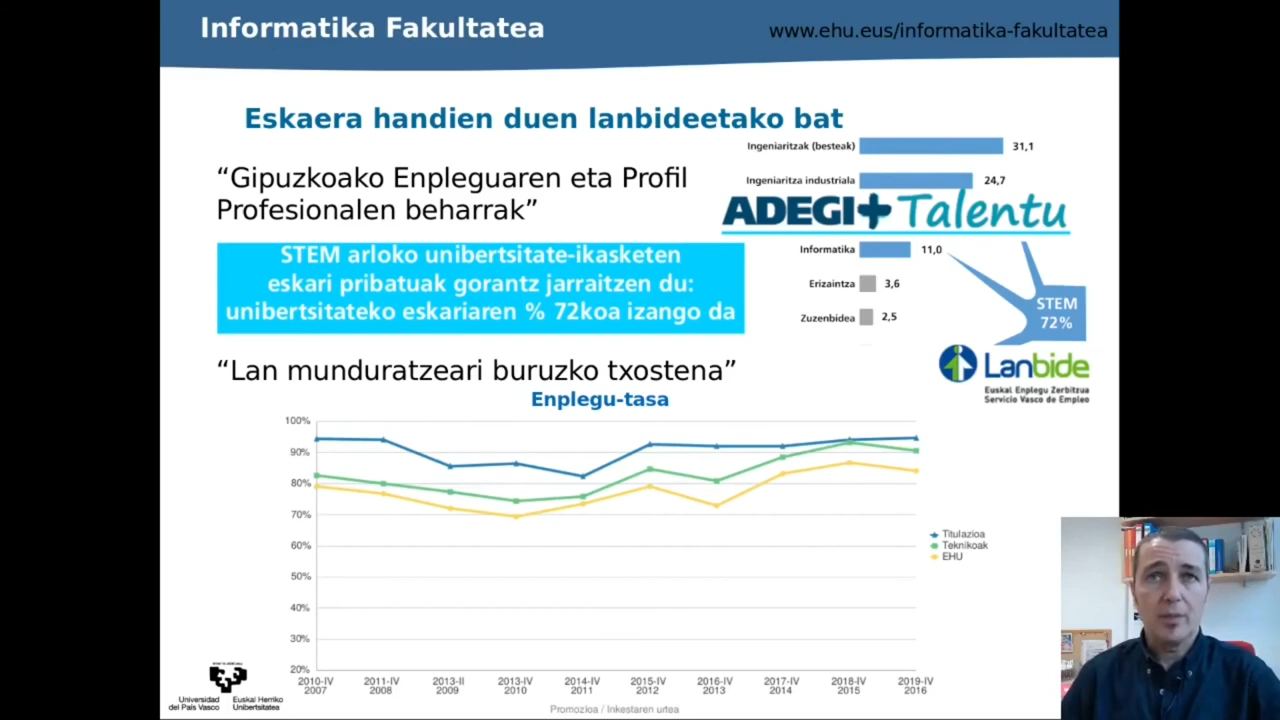 Informatika Fakultatea
www.ehu.eus/informatika-fakultatea
Eskaera handien duen lanbideetako bat
“Gipuzkoako Enpleguaren eta Profil
Profesionalen beharrak”
Ingeniaritzak (besteak) 31,1
Ingeniaritza industriala 24,7
ADEGI+Talentu
Informatika 11,0
Erizaintza 3,6
Zuzenbidea 2,5
STEM
72%
STEM arloko unibertsitate-ikasketen
eskari pribatuak gorantz jarraitzen du:
unibertsitateko eskariaren % 72koa izango da
“Lan munduratzeari buruzko txostena”
Lanbide
Euskal Enplegu Zerbitzua
Servicio Vasco de Empleo
Enplegu-tasa
100%
90%
80%
70%
60%
50%
40%
30%
20%
2010-IV 2011-IV 2013-II 2013-IV 2014-IV 2015-IV 2016-IV 2017-IV 2018-IV 2019-IV
2007 2008 2009 2010 2011 2012 2013 2014 2015 2016
Promozioa / Inkestaren urtea
Titulazioa
Teknikoak
EHU
Universidad Euskal Herriko
del País Vasco Unibertsitatea